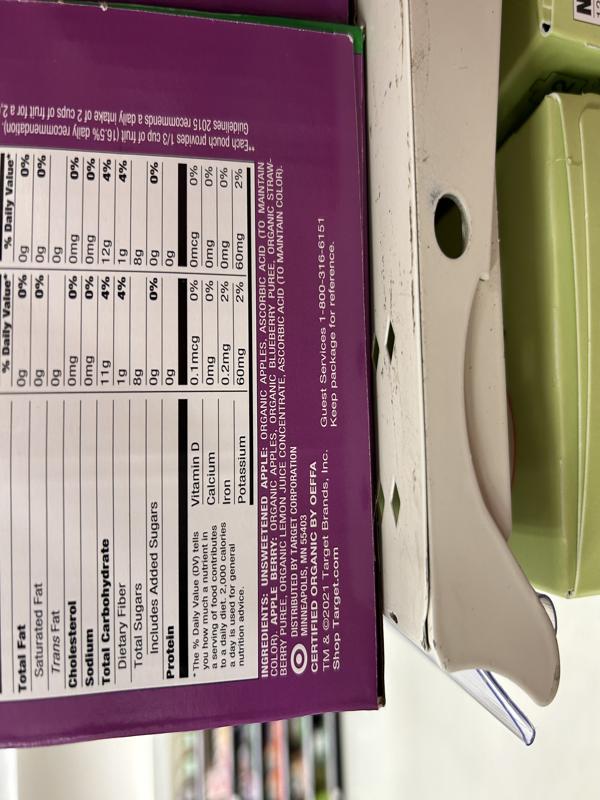 % Daily Value* % Daily Value*
Total Fat 0g 0% 0g 0%
Saturated Fat 0g 0% 0g 0%
Trans Fat 0g 0g
Cholesterol 0mg 0% 0mg 0%
Sodium 0mg 0% 0mg 0%
Total Carbohydrate 11g 4% 12g 4%
Dietary Fiber 1g 4% 1g 4%
Total Sugars 8g 8g
Includes Added Sugars 0g 0% 0g 0%
Protein 0g 0g
Vitamin D 0.1mcg 0% 0mcg 0%
Calcium 0mg 0% 0mg 0%
Iron 0.2mg 2% 0mg 0%
Potassium 60mg 2% 60mg 2%
*The % Daily Value (DV) tells
you how much a nutrient in
a serving of food contributes
to a daily diet. 2,000 calories
a day is used for general
nutrition advice.
INGREDIENTS: UNSWEETENED APPLE: ORGANIC APPLES, ASCORBIC ACID (TO MAINTAIN
COLOR). APPLE BERRY: ORGANIC APPLES, ORGANIC BLUEBERRY PUREE, ORGANIC STRAW-
BERRY PUREE, ORGANIC LEMON JUICE CONCENTRATE, ASCORBIC ACID (TO MAINTAIN COLOR).
DISTRIBUTED BY TARGET CORPORATION
MINNEAPOLIS, MN 55403
CERTIFIED ORGANIC BY OEFFA
TM & ©2021 Target Brands, Inc.
Shop Target.com
Guest Services 1-800-316-6151
Keep package for reference.
**Each pouch provides 1/3 cup of fruit (16.5% daily recommendation).
Guidelines 2015 recommends a daily intake of 2 cups of fruit for a 2,